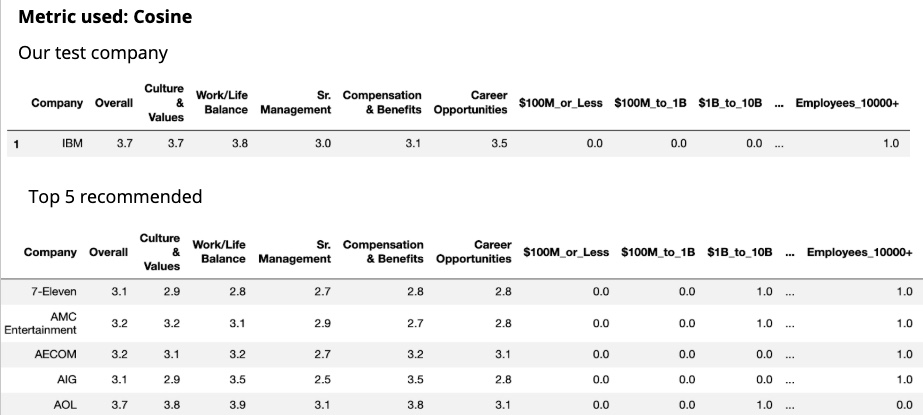 Metric used: Cosine
Our test company
Company Overall Culture & Values Work/Life Balance Sr. Management Compensation & Benefits Career Opportunities $100M_or_Less $100M_to_1B $1B_to_10B ... Employees_10000+
1 IBM 3.7 3.7 3.8 3.0 3.1 3.5 0.0 0.0 0.0 ... 1.0
Top 5 recommended
Company Overall Culture & Values Work/Life Balance Sr. Management Compensation & Benefits Career Opportunities $100M_or_Less $100M_to_1B $1B_to_10B ... Employees_10000+
7-Eleven 3.1 2.9 2.8 2.7 2.8 2.8 0.0 0.0 1.0 ... 1.0
AMC Entertainment 3.2 3.2 3.1 2.9 2.7 2.8 0.0 0.0 1.0 ... 1.0
AECOM 3.2 3.1 3.2 2.7 3.2 3.1 0.0 0.0 0.0 ... 1.0
AIG 3.1 2.9 3.5 2.5 3.5 2.8 0.0 0.0 0.0 ... 1.0
AOL 3.7 3.8 3.9 3.1 3.8 3.1 0.0 0.0 1.0 ... 0.0